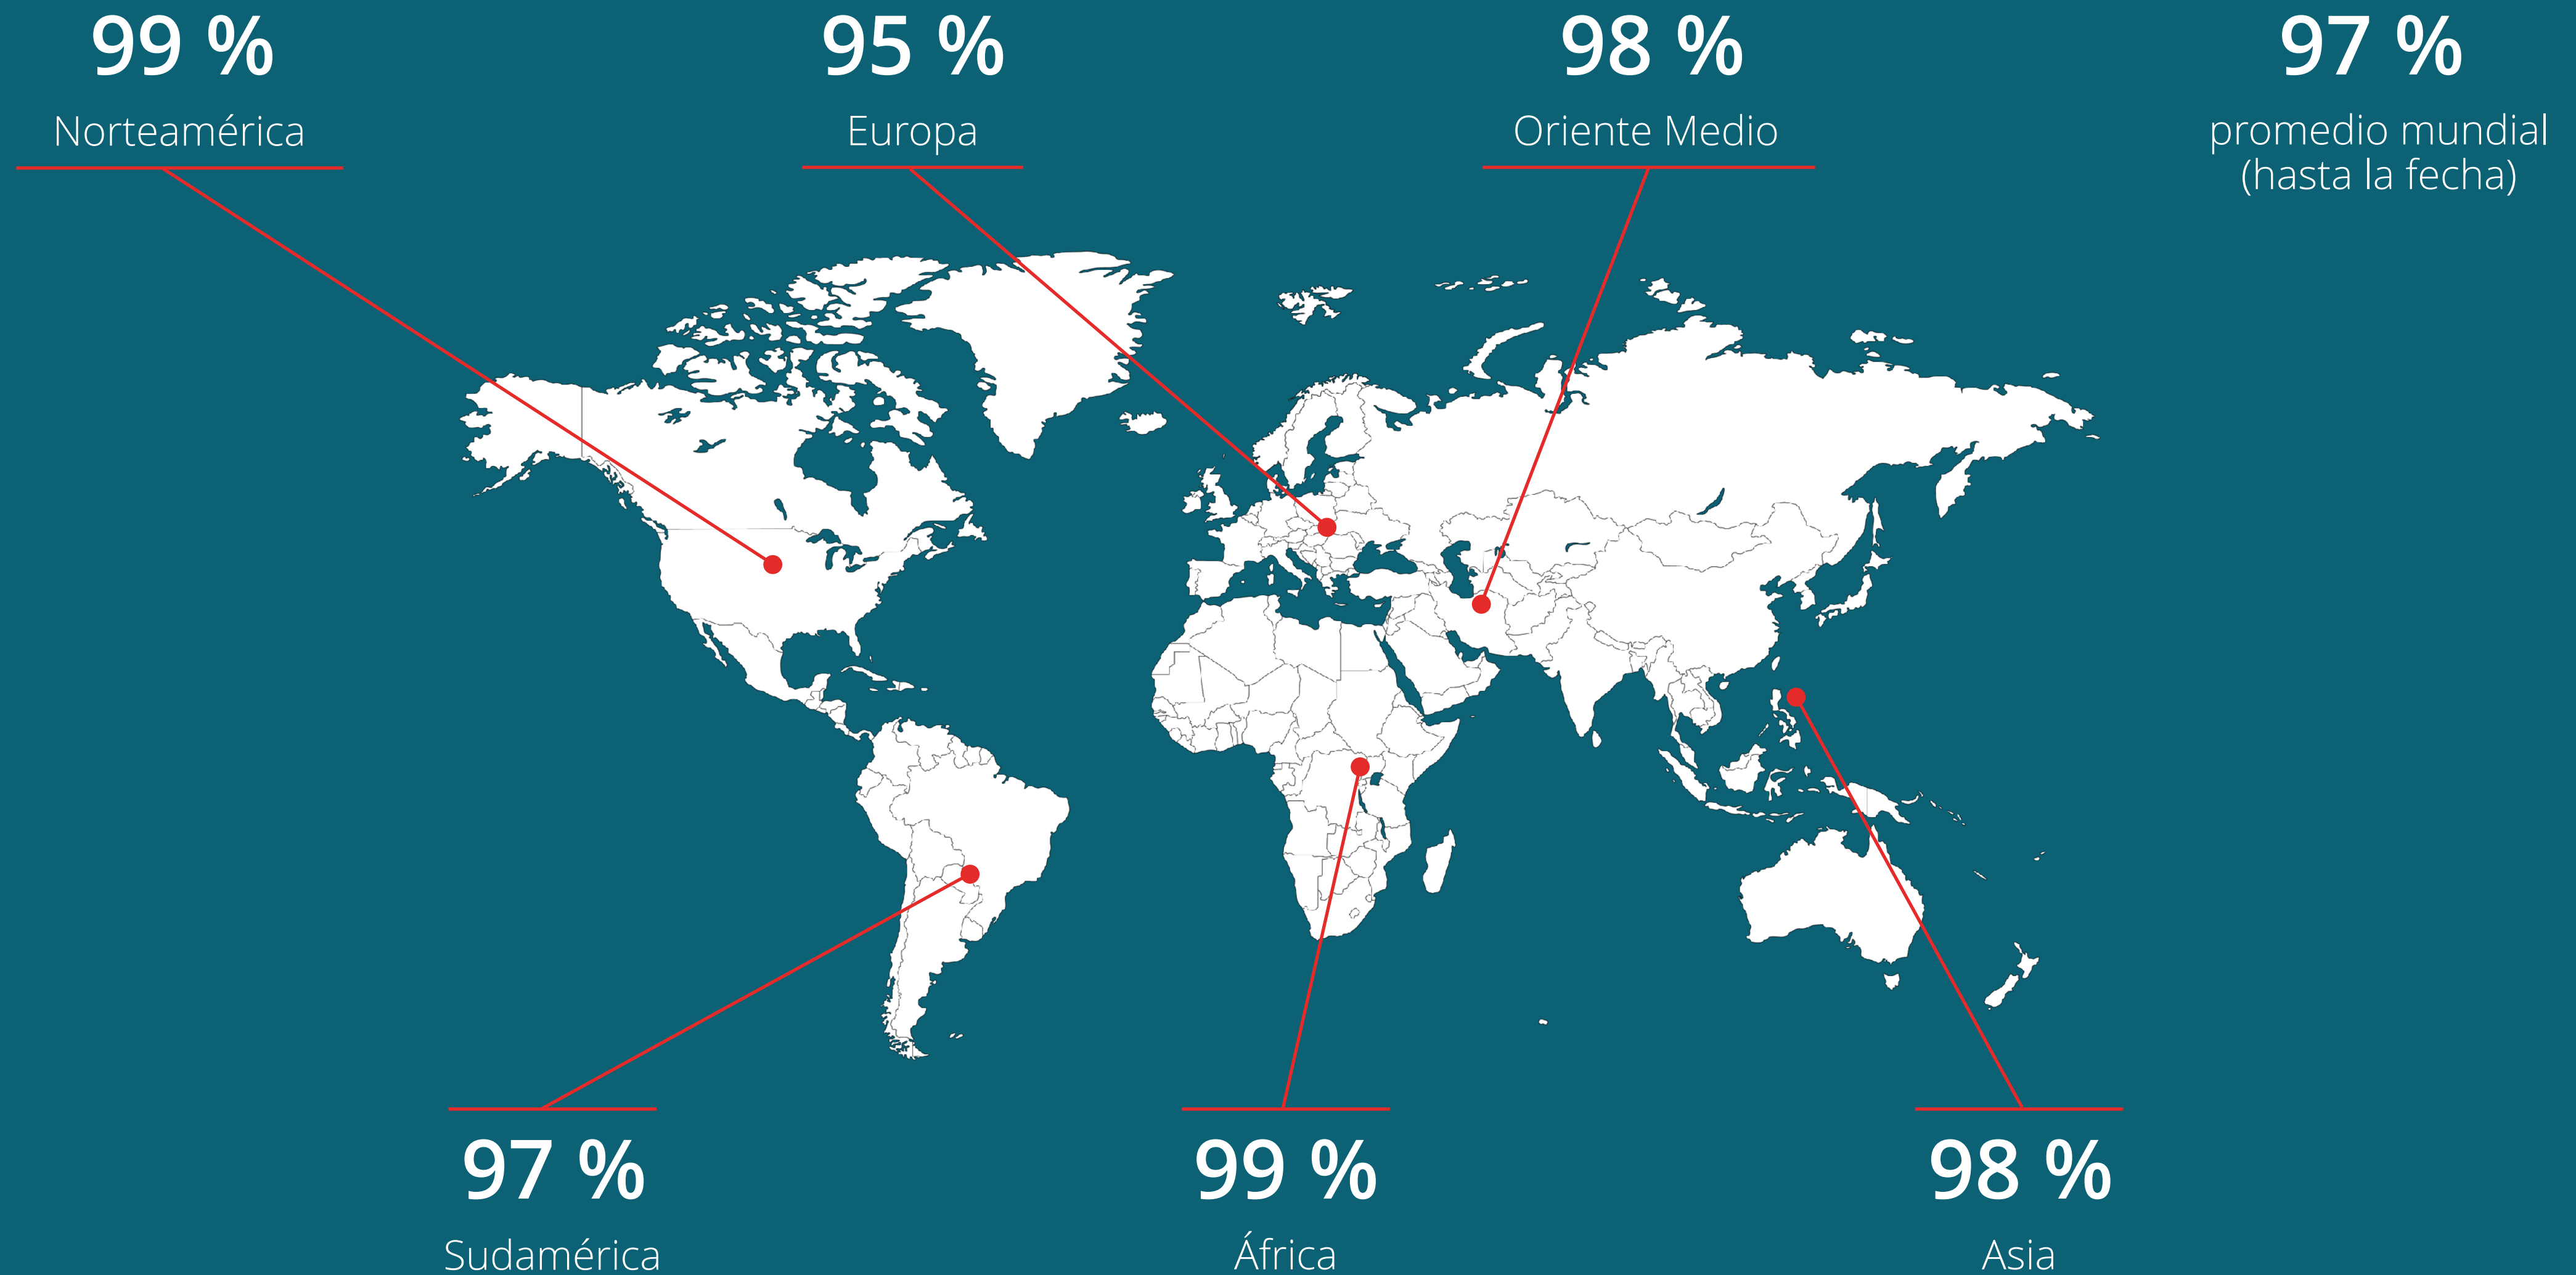 99 %
Norteamérica
95 %
Europa
98 %
Oriente Medio
97 %
promedio mundial
(hasta la fecha)
97 %
Sudamérica
99 %
África
98 %
Asia